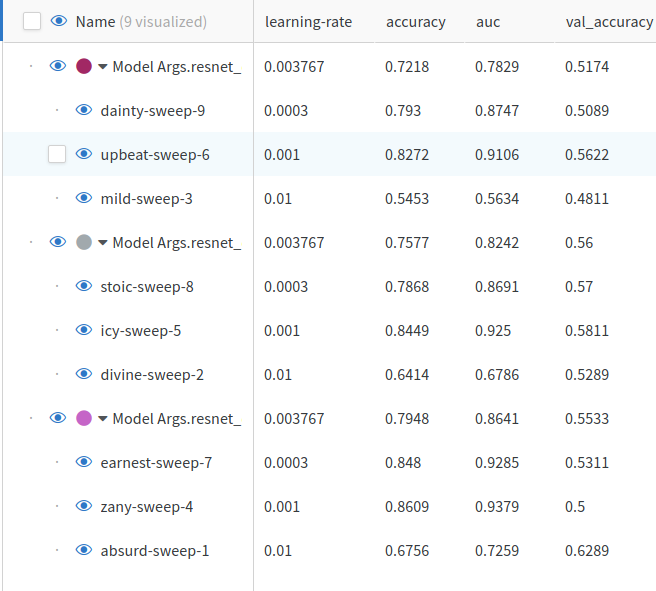 Name (9 visualized) learning-rate accuracy auc val_accuracy
Model Args.resnet_ 0.003767 0.7218 0.7829 0.5174
dainty-sweep-9 0.0003 0.793 0.8747 0.5089
upbeat-sweep-6 0.001 0.8272 0.9106 0.5622
mild-sweep-3 0.01 0.5453 0.5634 0.4811
Model Args.resnet_ 0.003767 0.7577 0.8242 0.56
stoic-sweep-8 0.0003 0.7868 0.8691 0.57
icy-sweep-5 0.001 0.8449 0.925 0.5811
divine-sweep-2 0.01 0.6414 0.6786 0.5289
Model Args.resnet_ 0.003767 0.7948 0.8641 0.5533
earnest-sweep-7 0.0003 0.848 0.9285 0.5311
zany-sweep-4 0.001 0.8609 0.9379 0.5
absurd-sweep-1 0.01 0.6756 0.7259 0.6289